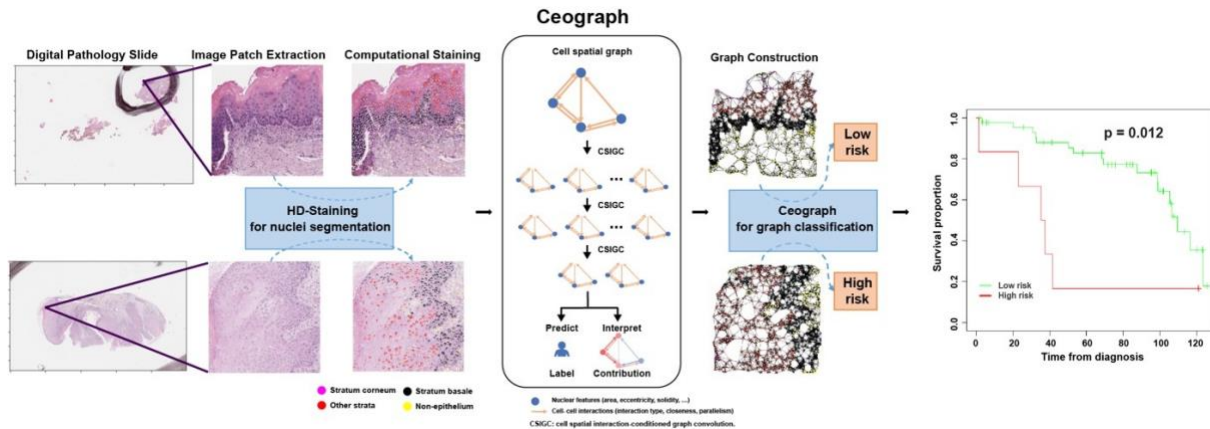 Ceograph
Digital Pathology Slide
Image Patch Extraction
Computational Staining
HD-Staining
for nuclei segmentation
Stratum corneum
Stratum basale
Other strata
Non-epithelium
Cell spatial graph
CSIGC
...
CSIGC
...
CSIGC
Predict
Interpret
Label
Contribution
Nuclear features (area, eccentricity, solidity, ...)
Cell-cell interactions (interaction type, closeness, parallelism)
CSIGC: cell spatial interaction-conditioned graph convolution.
Graph Construction
Low
risk
Ceograph
for graph classification
High
risk
p = 0.012
Survival proportion
1.0
0.8
0.6
0.4
0.2
0.0
Low risk
High risk
0 20 40 60 80 100 120
Time from diagnosis